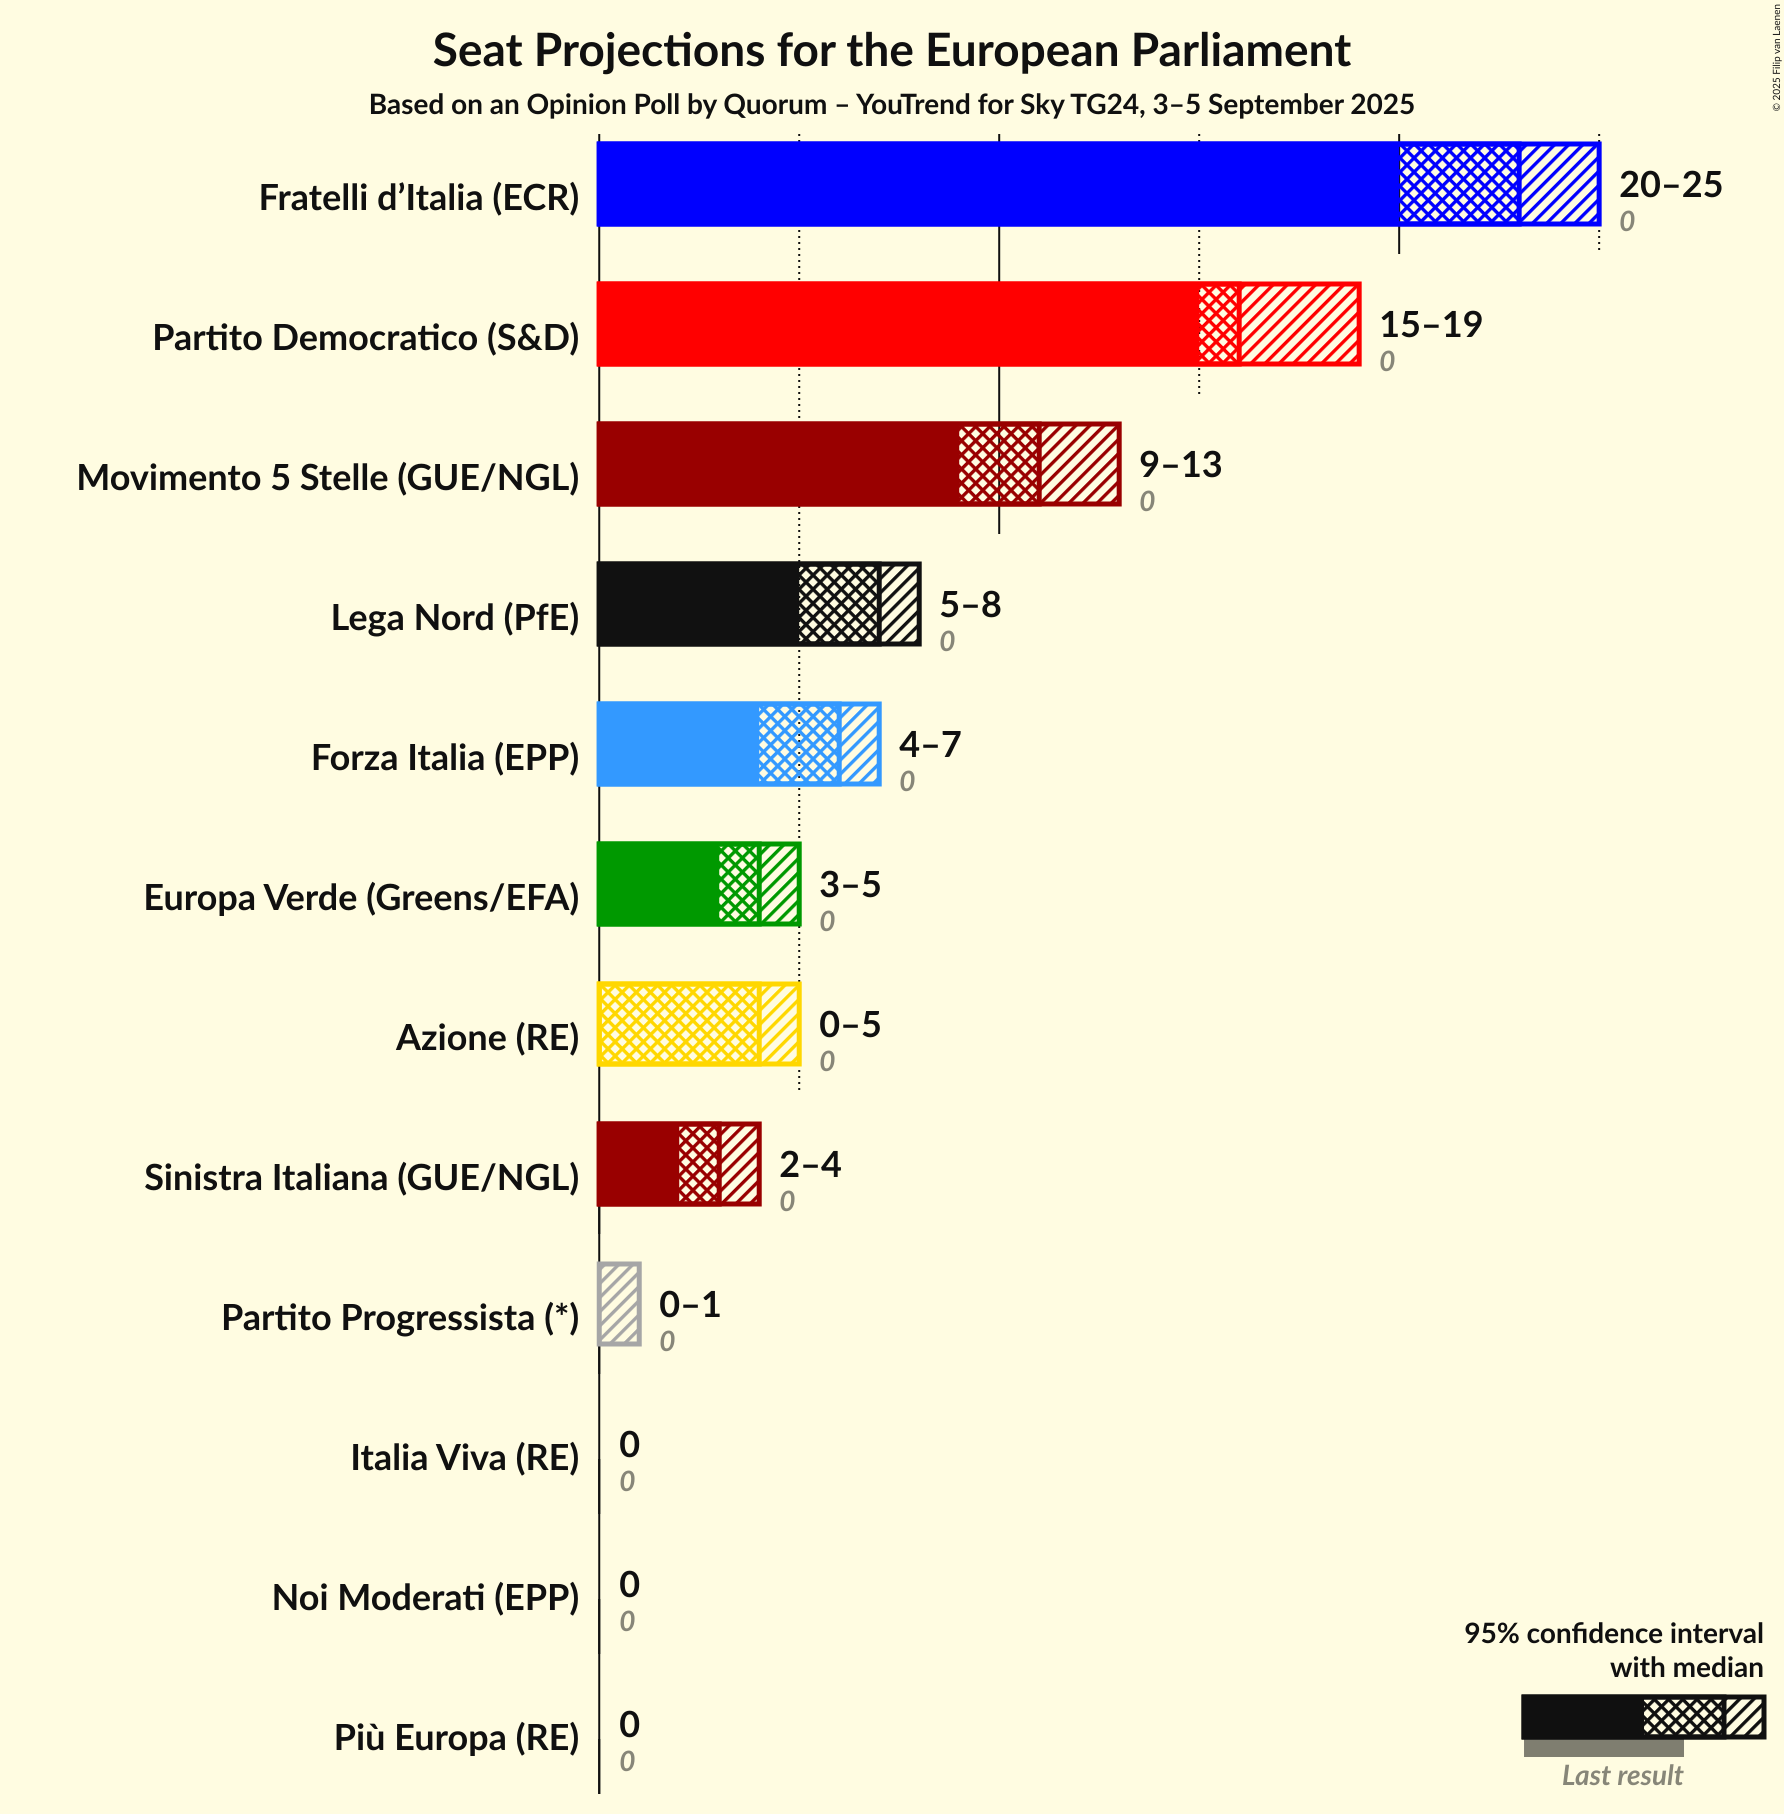 Seat Projections for the European Parliament
Based on an Opinion Poll by Quorum – YouTrend for Sky TG24, 3–5 September 2025
© 2025 Filip van Laenen
Fratelli d’Italia (ECR)
20–25
0
Partito Democratico (S&D)
15–19
0
Movimento 5 Stelle (GUE/NGL)
9–13
0
Lega Nord (PfE)
5–8
0
Forza Italia (EPP)
4–7
0
Europa Verde (Greens/EFA)
3–5
0
Azione (RE)
0–5
0
Sinistra Italiana (GUE/NGL)
2–4
0
Partito Progressista (*)
0–1
0
Italia Viva (RE)
0
0
Noi Moderati (EPP)
0
0
Più Europa (RE)
0
0
95% confidence interval
with median
Last result